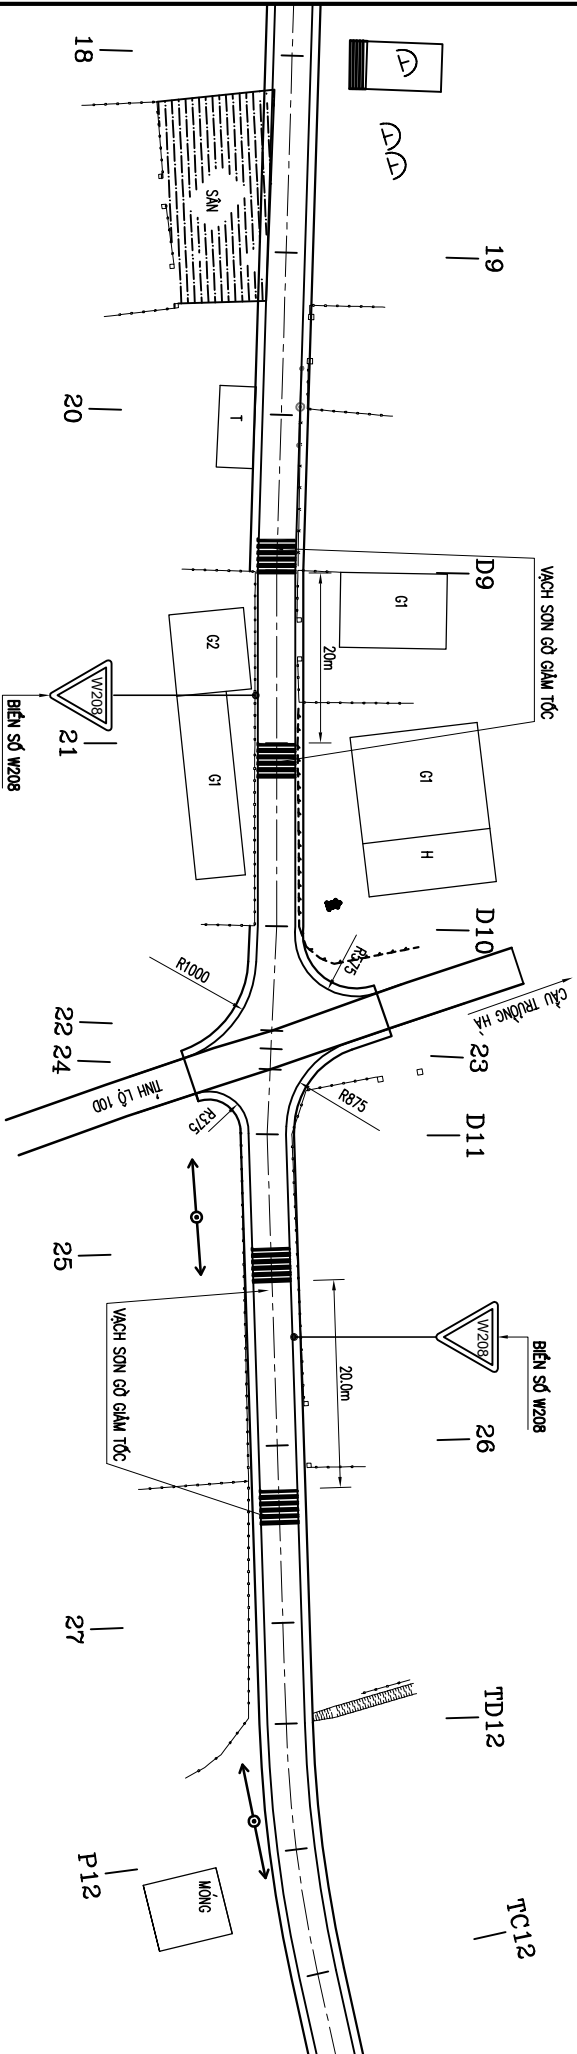 18
SÂN
19
20
T
D9
G1
VẠCH SƠN GỜ GIẢM TỐC
20m
G2
G1
W208
BIỂN SỐ W208
21
G1
H
D10
R575
R1000
CẦU TRƯỜNG HÀ
22
24
23
TỈNH LỘ 10D
R375
R875
D11
25
VẠCH SƠN GỜ GIẢM TỐC
20.0m
W208
BIỂN SỐ W208
26
27
TD12
P12
MÓNG
TC12